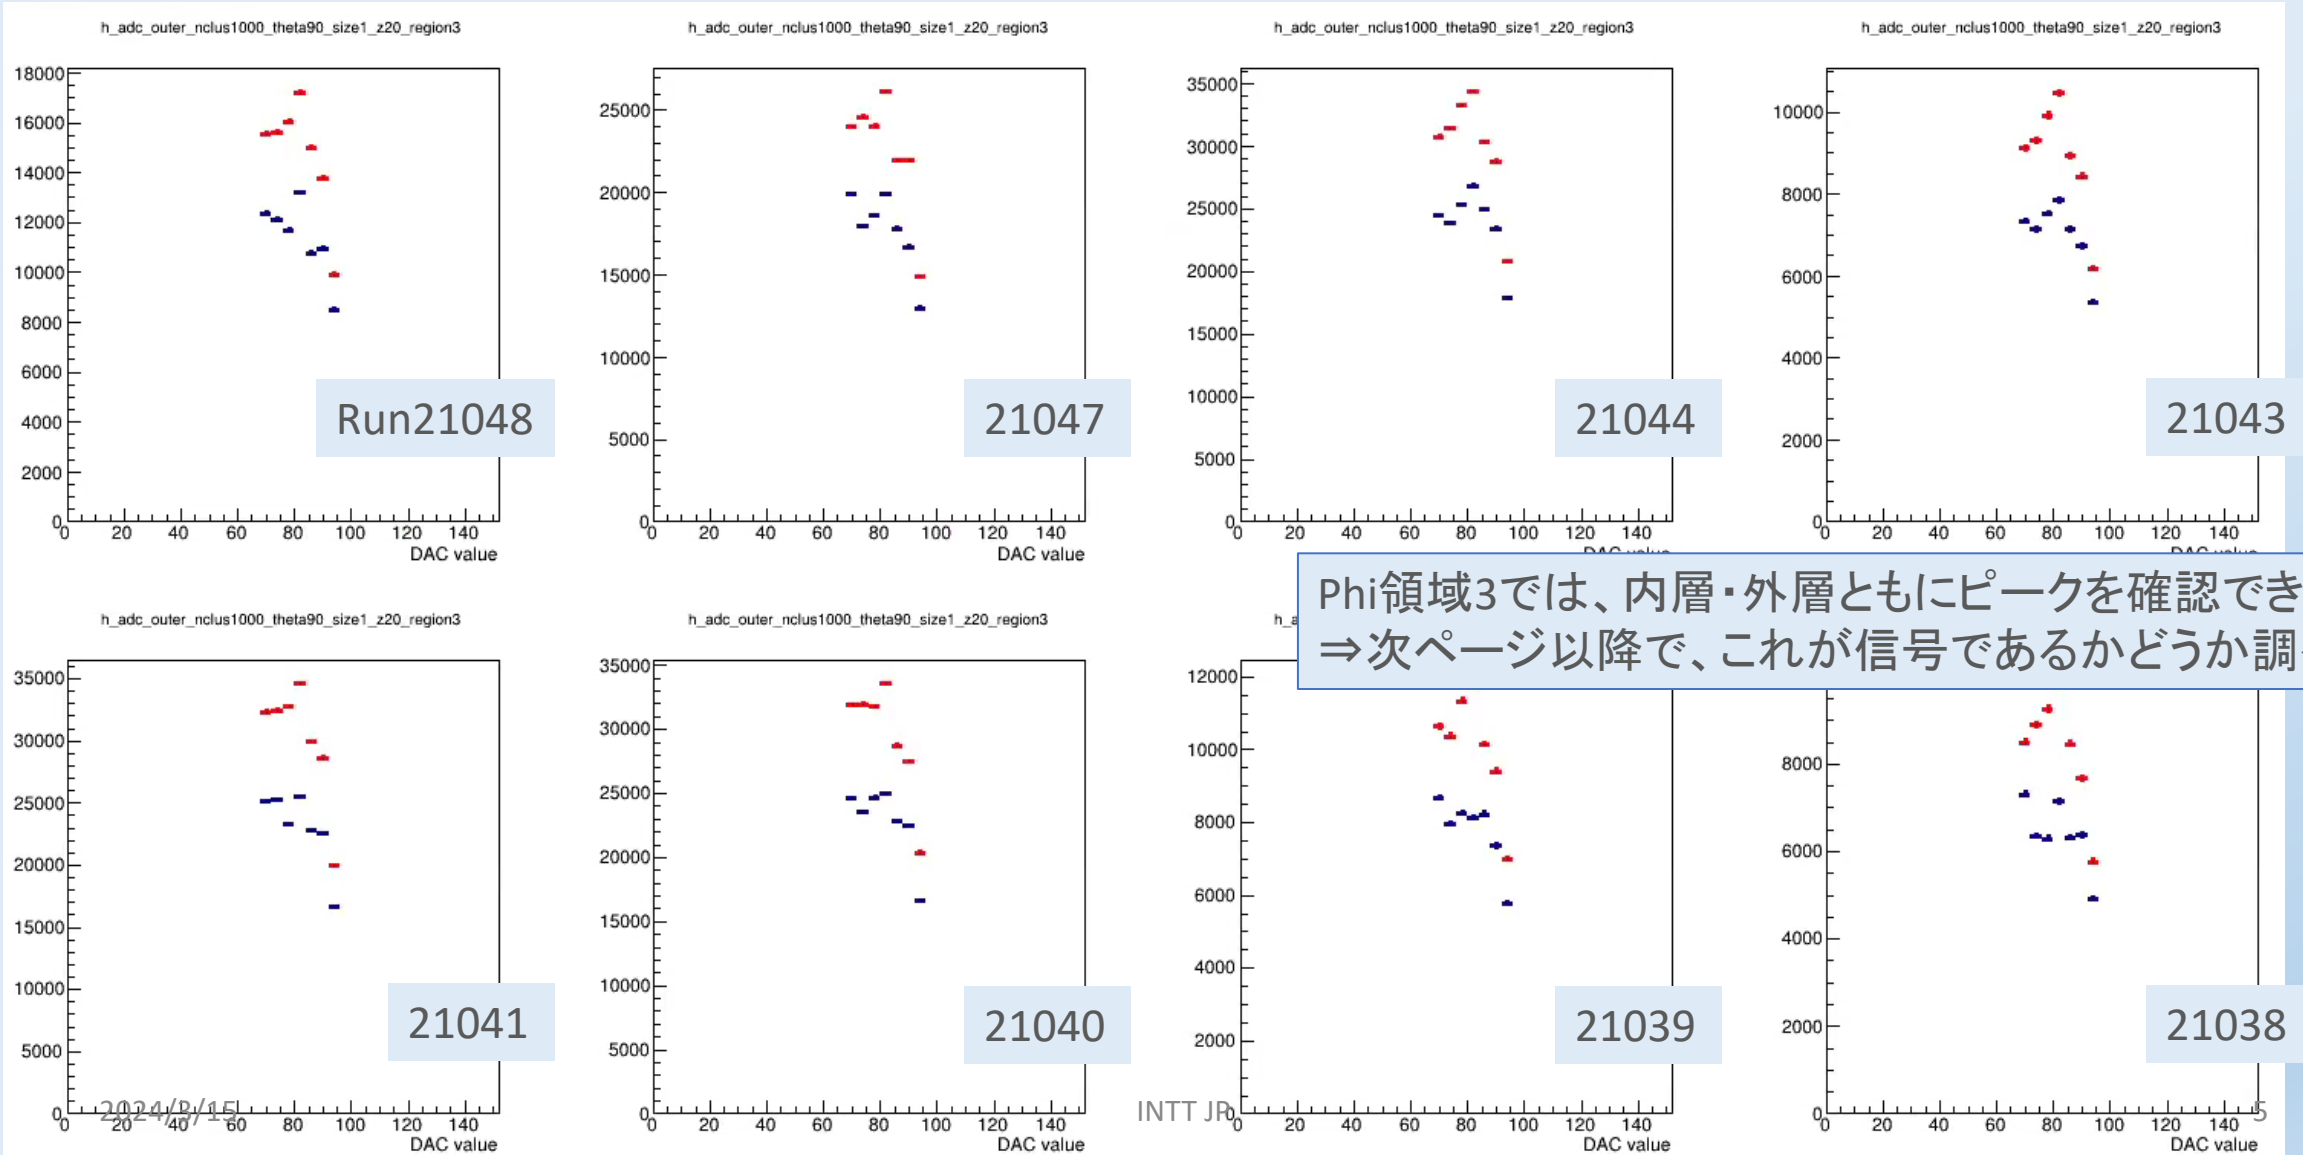 h_adc_outer_nclus1000_theta90_size1_z20_region3
18000
16000
14000
12000
10000
8000
6000
4000
2000
0
0 20 40 60 80 100 120 140
DAC value
Run21048
h_adc_outer_nclus1000_theta90_size1_z20_region3
25000
20000
15000
10000
5000
0
0 20 40 60 80 100 120 140
DAC value
21047
h_adc_outer_nclus1000_theta90_size1_z20_region3
35000
30000
25000
20000
15000
10000
5000
0
0 20 40 60 80 100 120 140
21044
h_adc_outer_nclus1000_theta90_size1_z20_region3
10000
8000
6000
4000
2000
0
0 20 40 60 80 100 120 140
21043
Phi領域3では、内層・外層ともにピークを確認でき
⇒次ページ以降で、これが信号であるかどうか調
h_adc_outer_nclus1000_theta90_size1_z20_region3
35000
30000
25000
20000
15000
10000
5000
0
0 20 40 60 80 100 120 140
DAC value
21041
h_adc_outer_nclus1000_theta90_size1_z20_region3
35000
30000
25000
20000
15000
10000
5000
0
0 20 40 60 80 100 120 140
DAC value
21040
h_a
12000
10000
8000
6000
4000
2000
0
0 20 40 60 80 100 120 140
DAC value
21039
8000
6000
4000
2000
0
0 20 40 60 80 100 120 140
DAC value
21038
2024/3/15
INTT JP
5